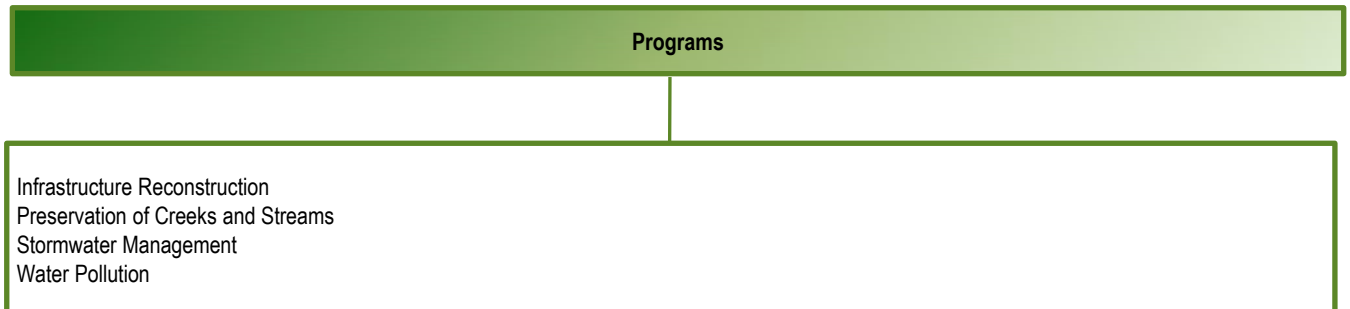 Programs
Infrastructure Reconstruction
Preservation of Creeks and Streams
Stormwater Management
Water Pollution